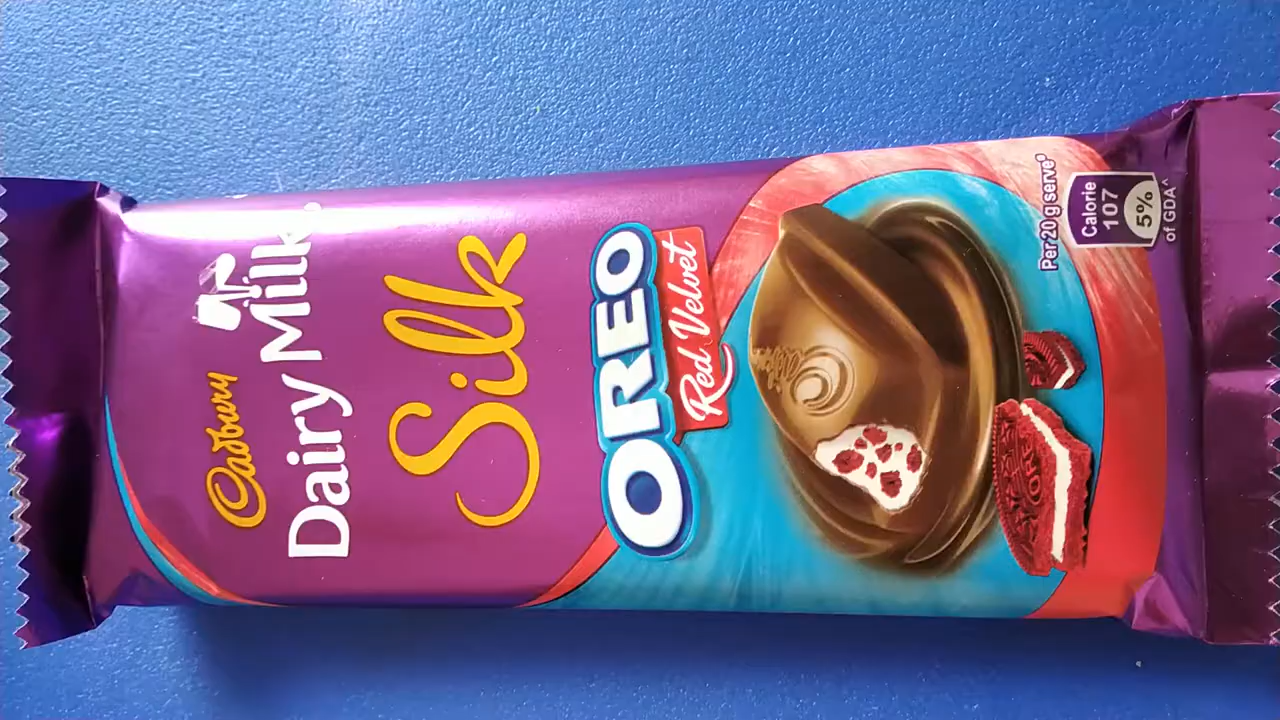 Cadbury
Dairy Milk
Silk
OREO
Red Velvet
Per 20 g serve*
Calorie
107
5%
of GDA^